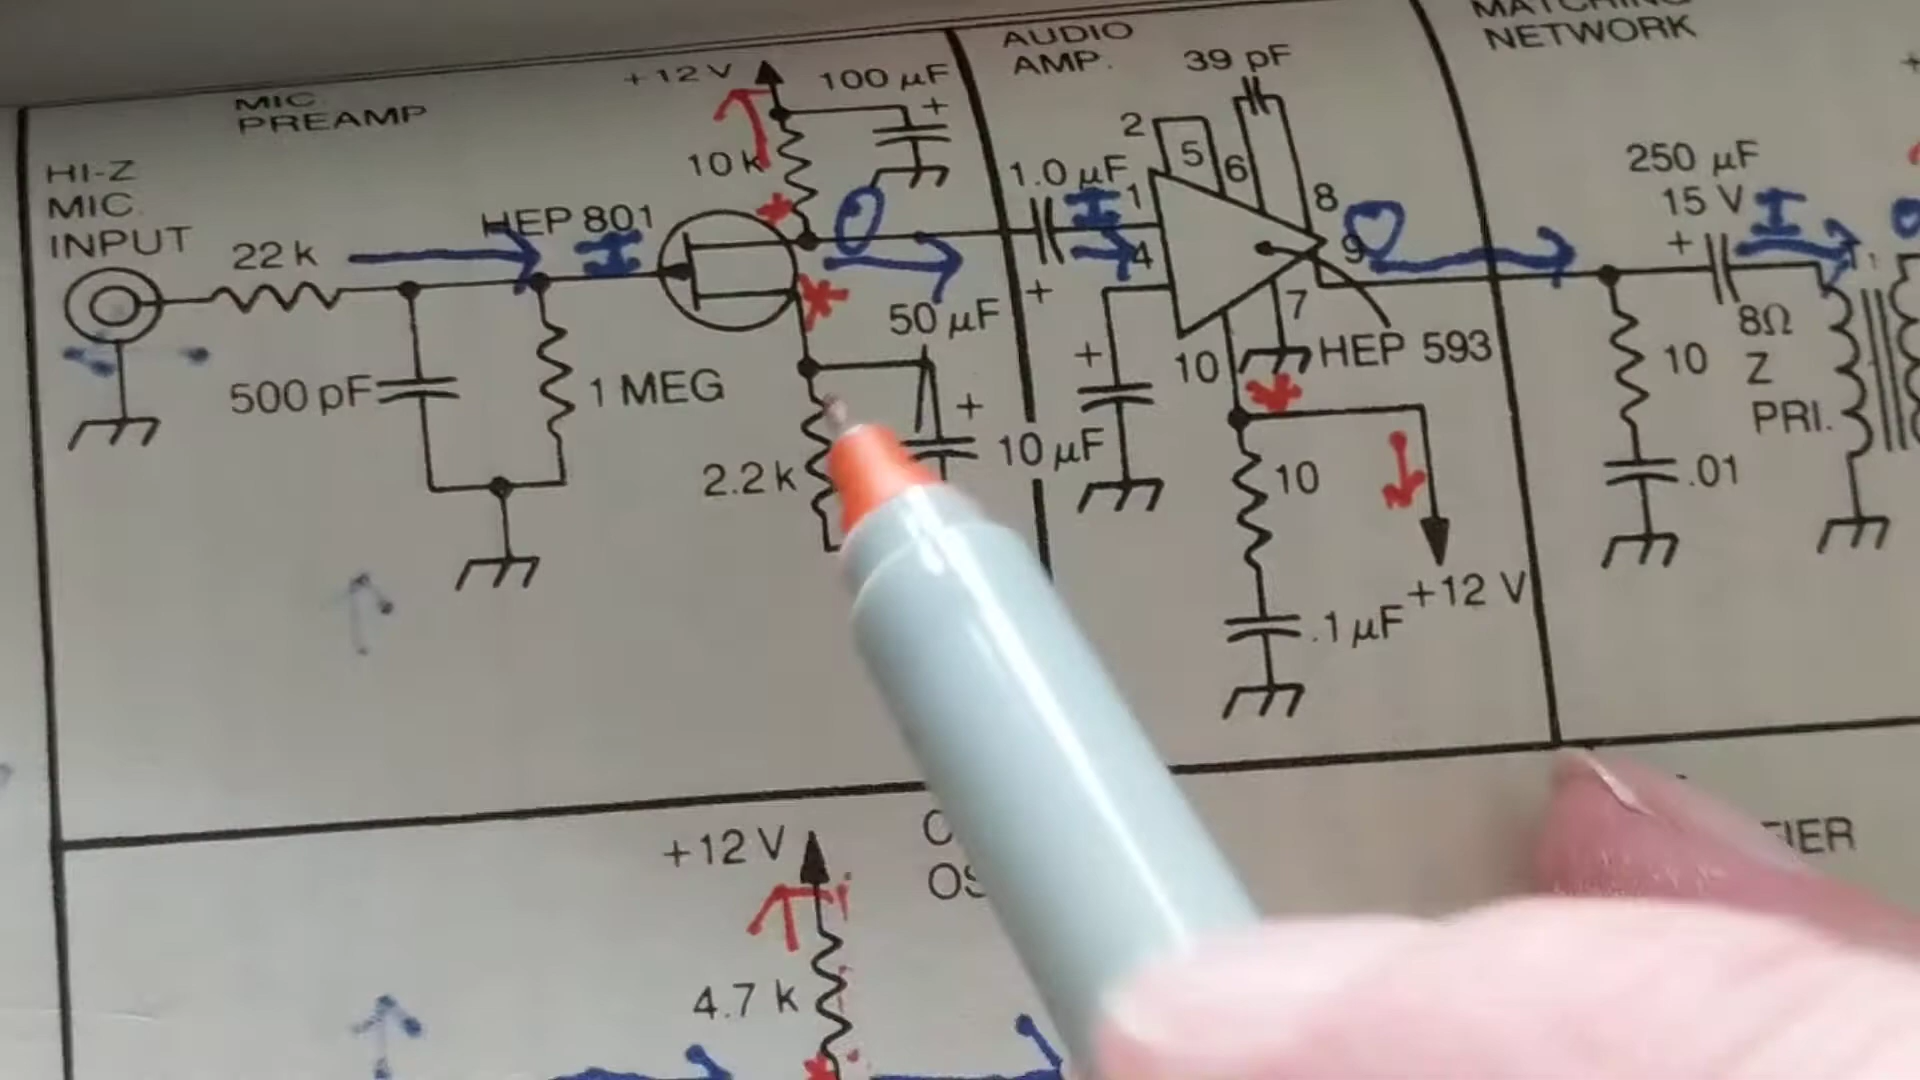 MIC.
PREAMP
HI-Z
MIC.
INPUT
22 k
500 pF
1 MEG
HEP 801
I
+12 V
100 µF
+
10 k
O
50 µF
+
2.2 k
AUDIO
AMP.
39 pF
1.0 µF
+
I
1
2
5
6
8
O
9
4
7
10
HEP 593
+
10 µF
10
.1 µF
+12 V
NETWORK
250 µF
15 V
+
I
8Ω
Z
PRI.
10
.01
+12 V
4.7 k